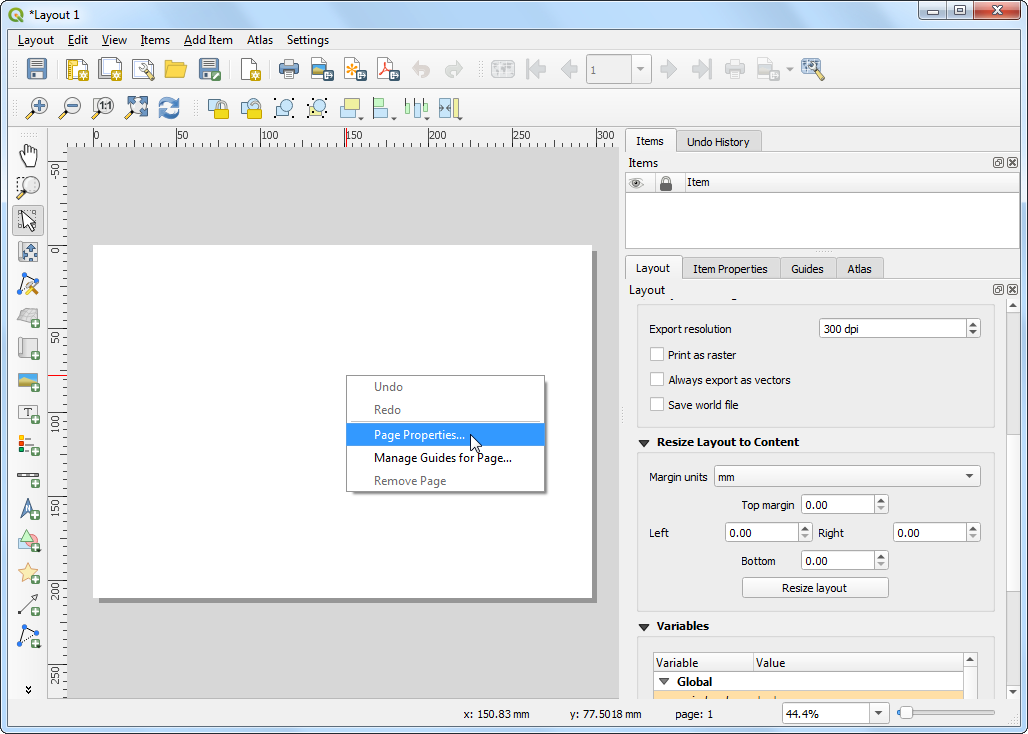 *Layout 1
Layout Edit View Items Add Item Atlas Settings
1
1:1
0 50 100 150 200 250 300
-50
0
50
100
150
200
250
T
Undo
Redo
Page Properties...
Manage Guides for Page...
Remove Page
Items Undo History
Items
Item
Layout Item Properties Guides Atlas
Layout
Export resolution 300 dpi
Print as raster
Always export as vectors
Save world file
Resize Layout to Content
Margin units mm
Top margin 0.00
Left 0.00 Right 0.00
Bottom 0.00
Resize layout
Variables
Variable Value
Global
x: 150.83 mm y: 77.5018 mm page: 1 44.4%